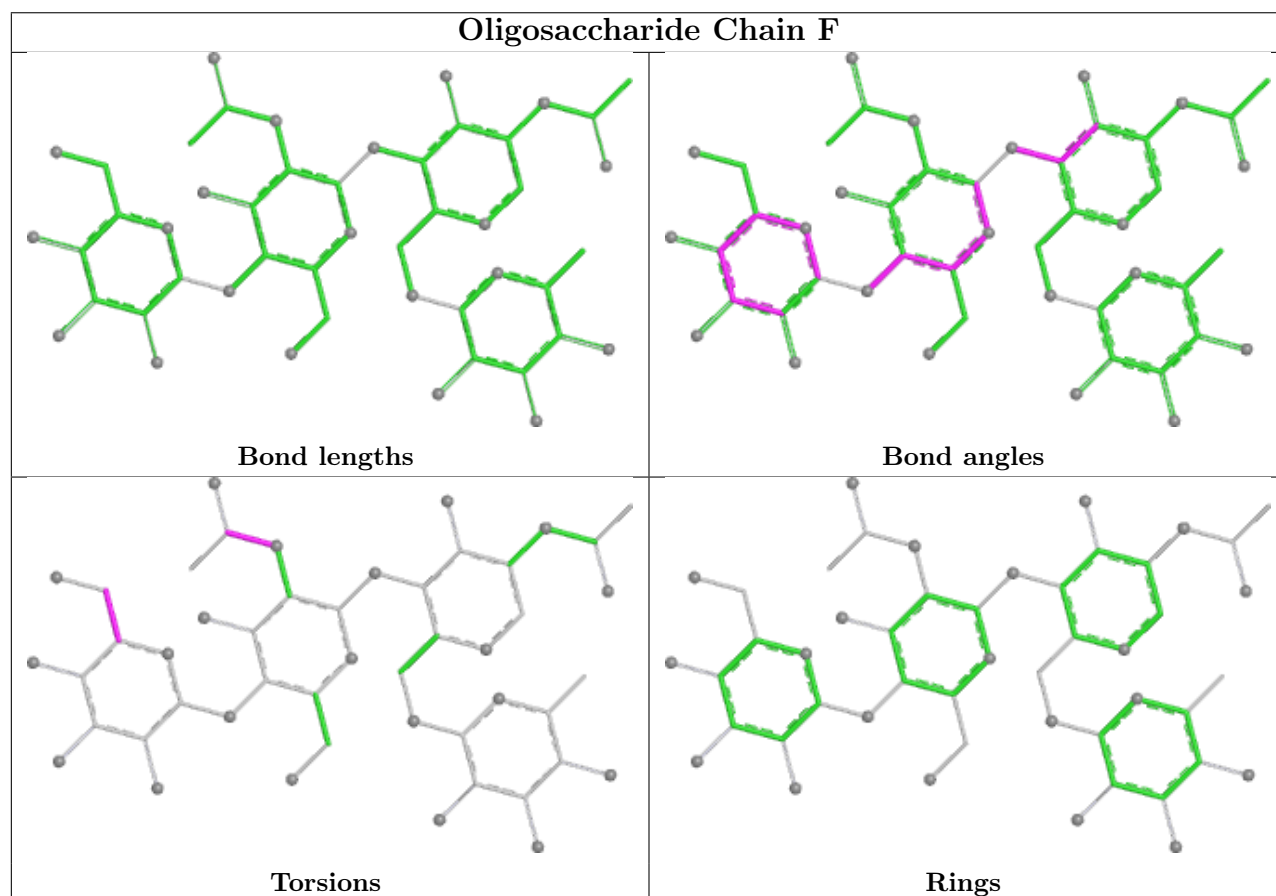 Oligosaccharide Chain F
Bond lengths
Bond angles
Torsions
Rings